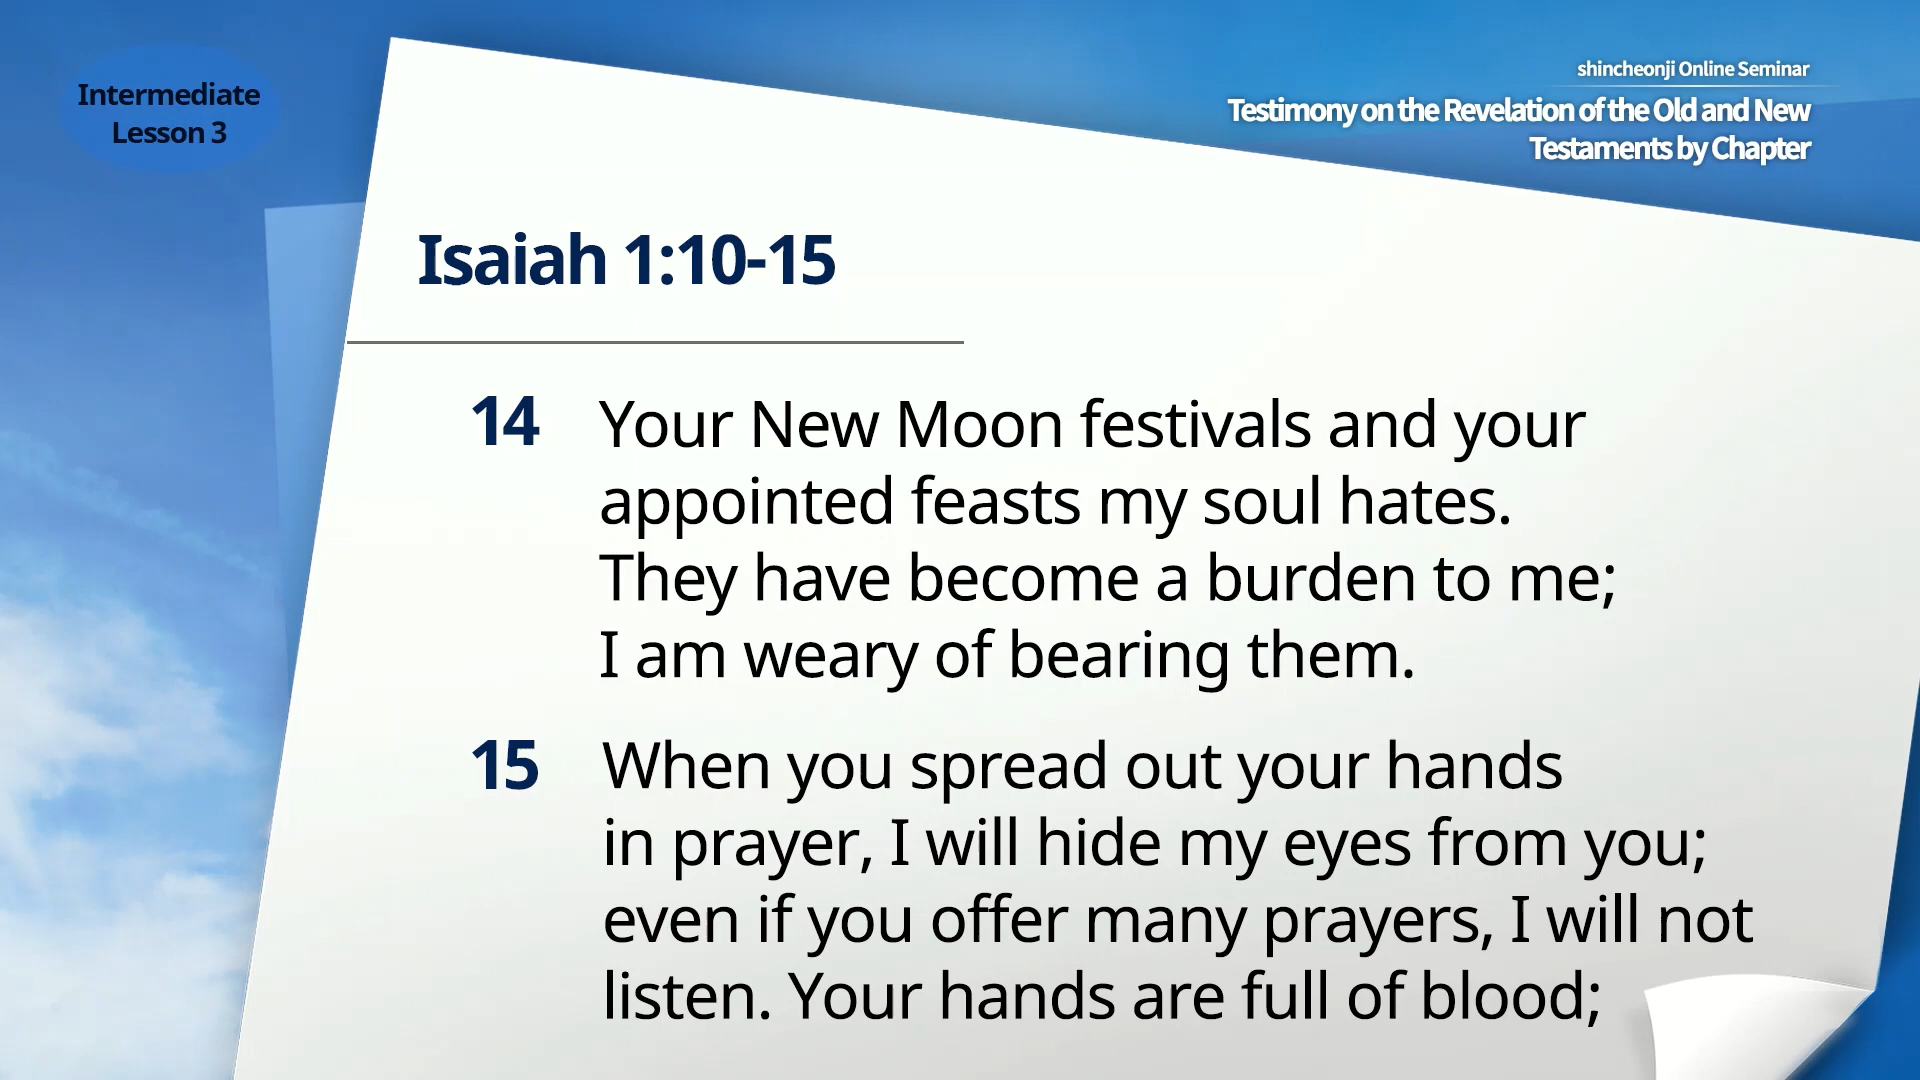 Intermediate
Lesson 3
shincheonji Online Seminar
Testimony on the Revelation of the Old and New
Testaments by Chapter
Isaiah 1:10-15
14 Your New Moon festivals and your
appointed feasts my soul hates.
They have become a burden to me;
I am weary of bearing them.
15 When you spread out your hands
in prayer, I will hide my eyes from you;
even if you offer many prayers, I will not
listen. Your hands are full of blood;